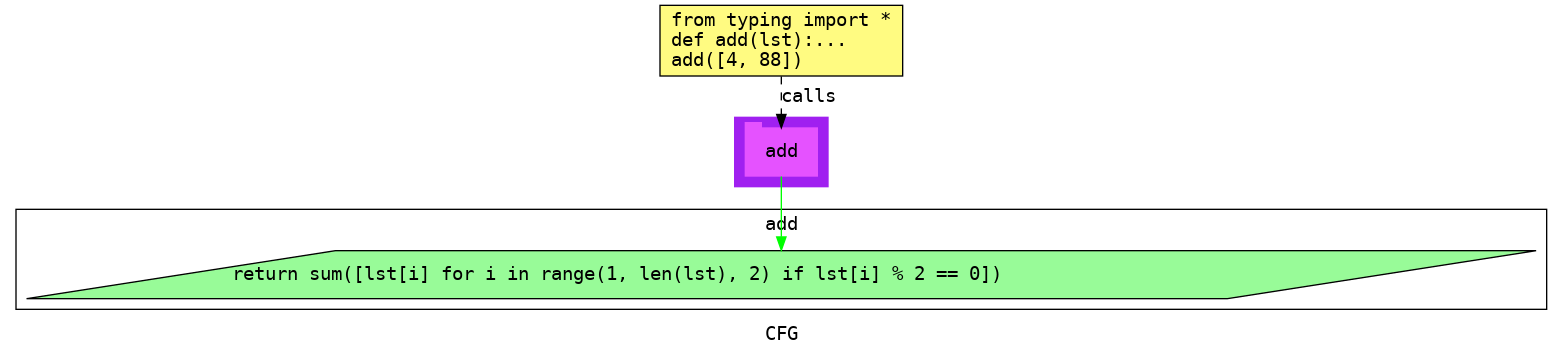 from typing import *
def add(lst):...
add([4, 88])
calls
add
add
return sum([lst[i] for i in range(1, len(lst), 2) if lst[i] % 2 == 0])
CFG